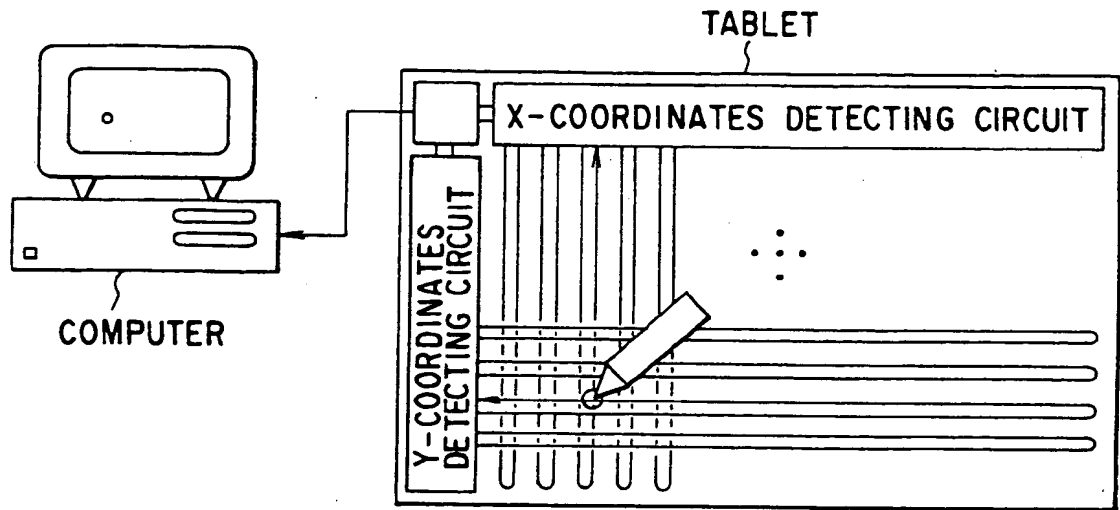 TABLET
X-COORDINATES DETECTING CIRCUIT
Y-COORDINATES
DETECTING CIRCUIT
COMPUTER